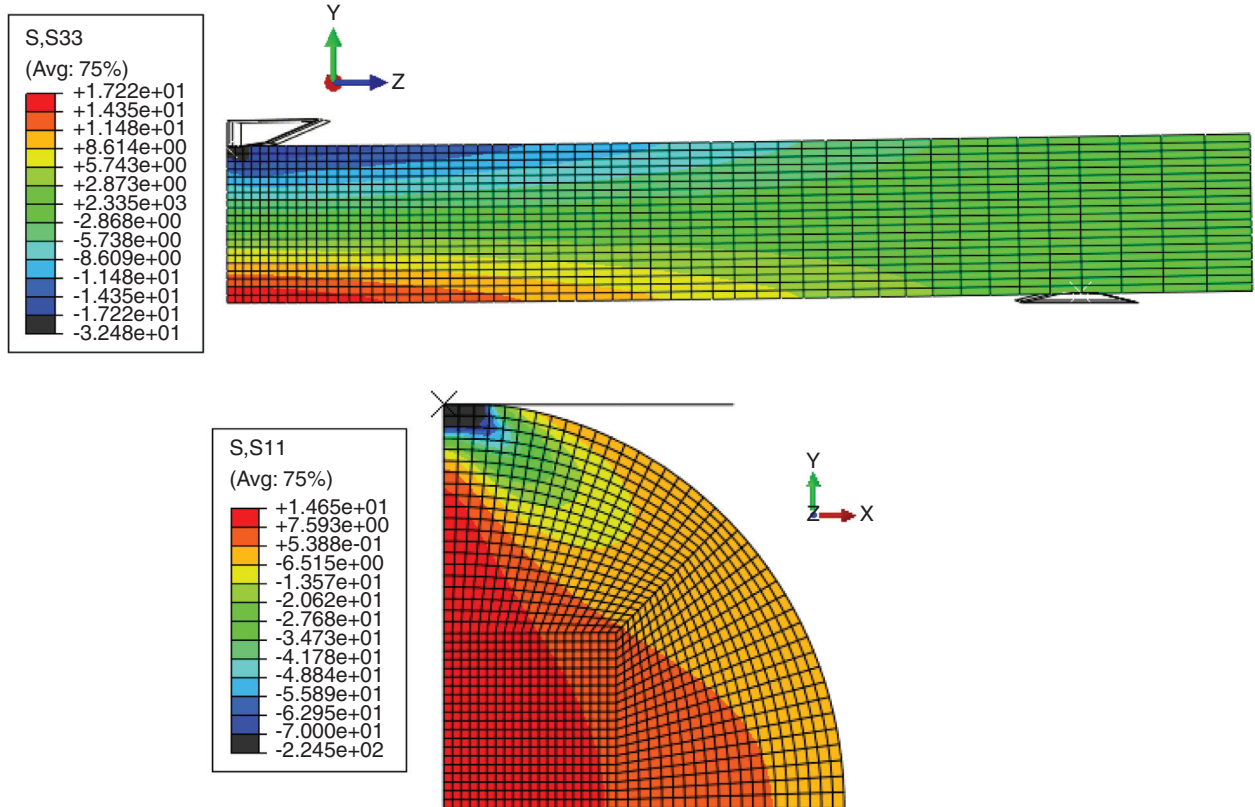 S,S33
(Avg: 75%)
+1.722e+01
+1.435e+01
+1.148e+01
+8.614e+00
+5.743e+00
+2.873e+00
+2.335e+03
-2.868e+00
-5.738e+00
-8.609e+00
-1.148e+01
-1.435e+01
-1.722e+01
-3.248e+01
Y
Z
S,S11
(Avg: 75%)
+1.465e+01
+7.593e+00
+5.388e-01
-6.515e+00
-1.357e+01
-2.062e+01
-2.768e+01
-3.473e+01
-4.178e+01
-4.884e+01
-5.589e+01
-6.295e+01
-7.000e+01
-2.245e+02
Y
Z X